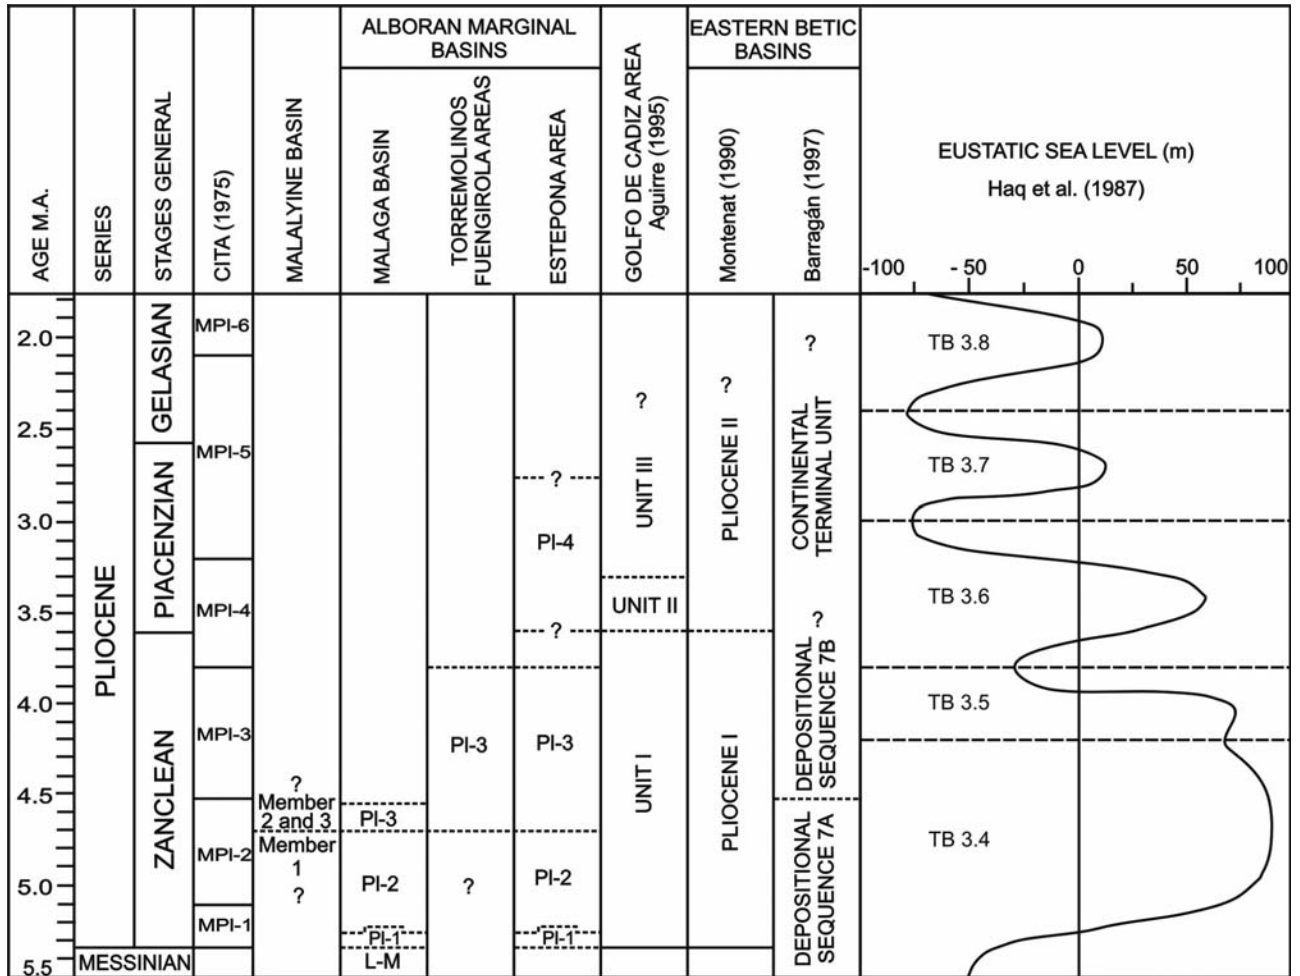 AGE M.A.
SERIES
STAGES GENERAL
CITA (1975)
MALALYINE BASIN
ALBORAN MARGINAL
BASINS
MALAGA BASIN
TORREMOLINOS
FUENGIROLA AREAS
ESTEPONA AREA
GOLFO DE CADIZ AREA
Aguirre (1995)
EASTERN BETIC
BASINS
Montenat (1990)
Barragán (1997)
EUSTATIC SEA LEVEL (m)
Haq et al. (1987)
-100 - 50 0 50 100
2.0
2.5
3.0
3.5
4.0
4.5
5.0
5.5
PLIOCENE
MESSINIAN
GELASIAN
PIACENZIAN
ZANCLEAN
MPI-6
MPI-5
MPI-4
MPI-3
MPI-2
MPI-1
?
Member
2 and 3
Member
1
?
PI-3
PI-2
PI-1
L-M
PI-3
?
?
PI-4
?
PI-3
PI-2
PI-1
?
UNIT III
UNIT II
UNIT I
?
PLIOCENE II
PLIOCENE I
?
CONTINENTAL
TERMINAL UNIT
?
DEPOSITIONAL
SEQUENCE 7B
DEPOSITIONAL
SEQUENCE 7A
TB 3.8
TB 3.7
TB 3.6
TB 3.5
TB 3.4